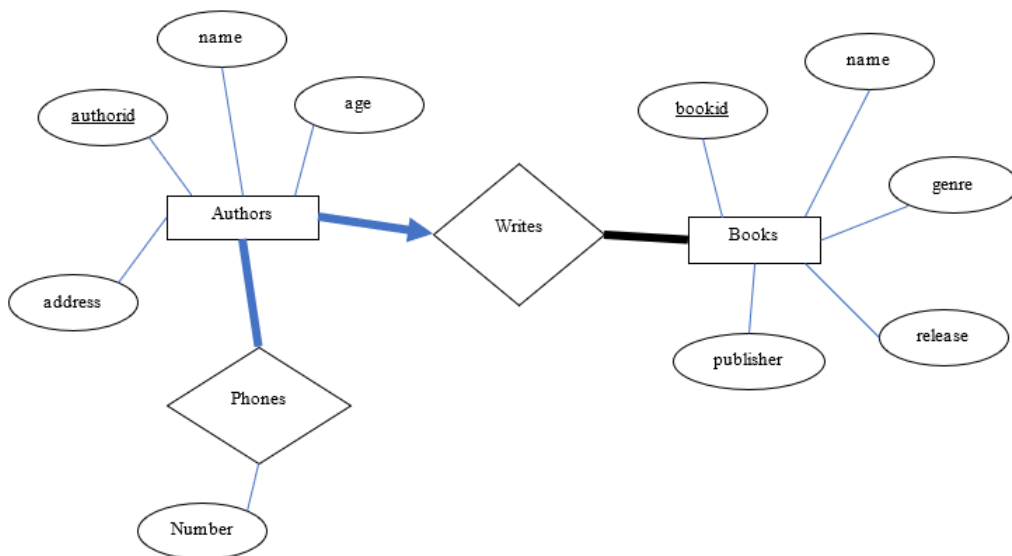 name
name
age
authorid
bookid
genre
Authors
Writes
Books
address
release
publisher
Phones
Number